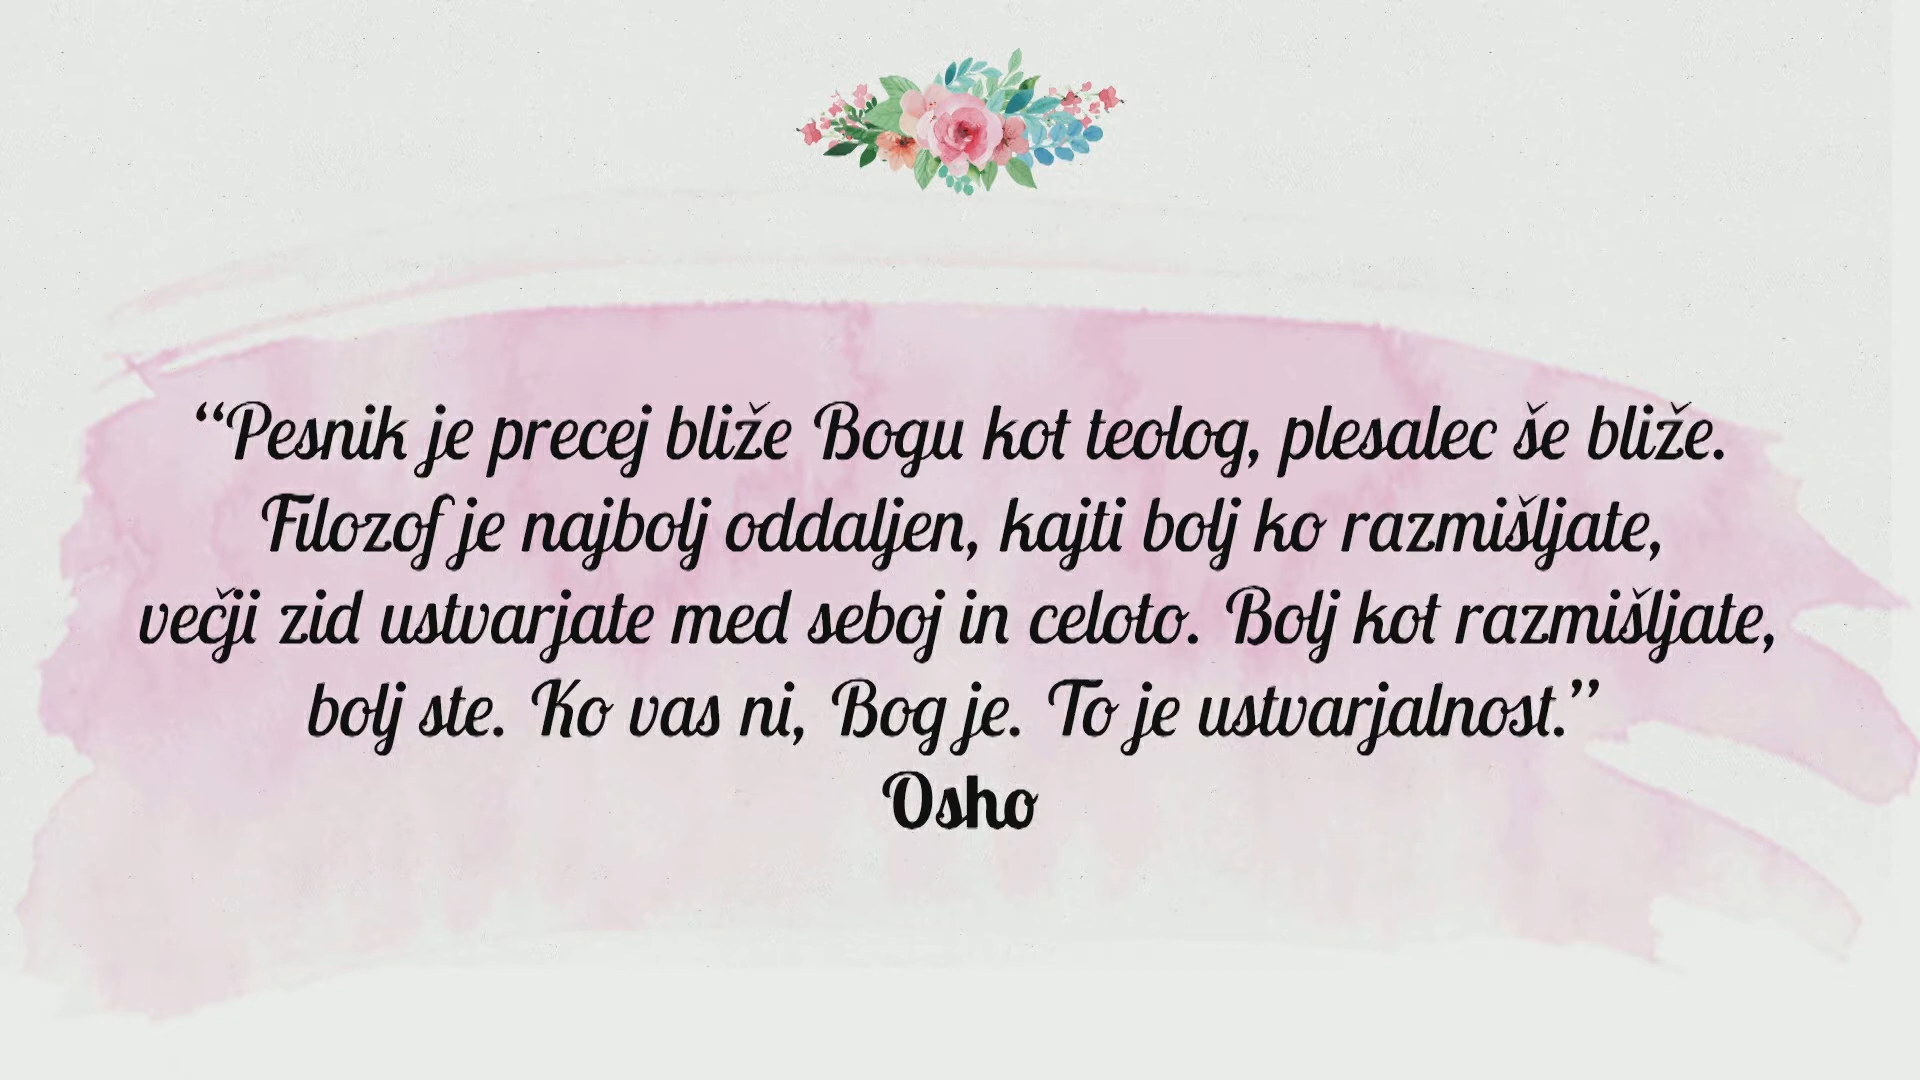 “Pesnik je precej bliže Bogu kot teolog, plesalec še bliže.
Filozof je najbolj oddaljen, kajti bolj ko razmišljate,
večji zid ustvarjate med seboj in celoto. Bolj kot razmišljate,
bolj ste. Ko vas ni, Bog je. To je ustvarjalnost.”
Osho